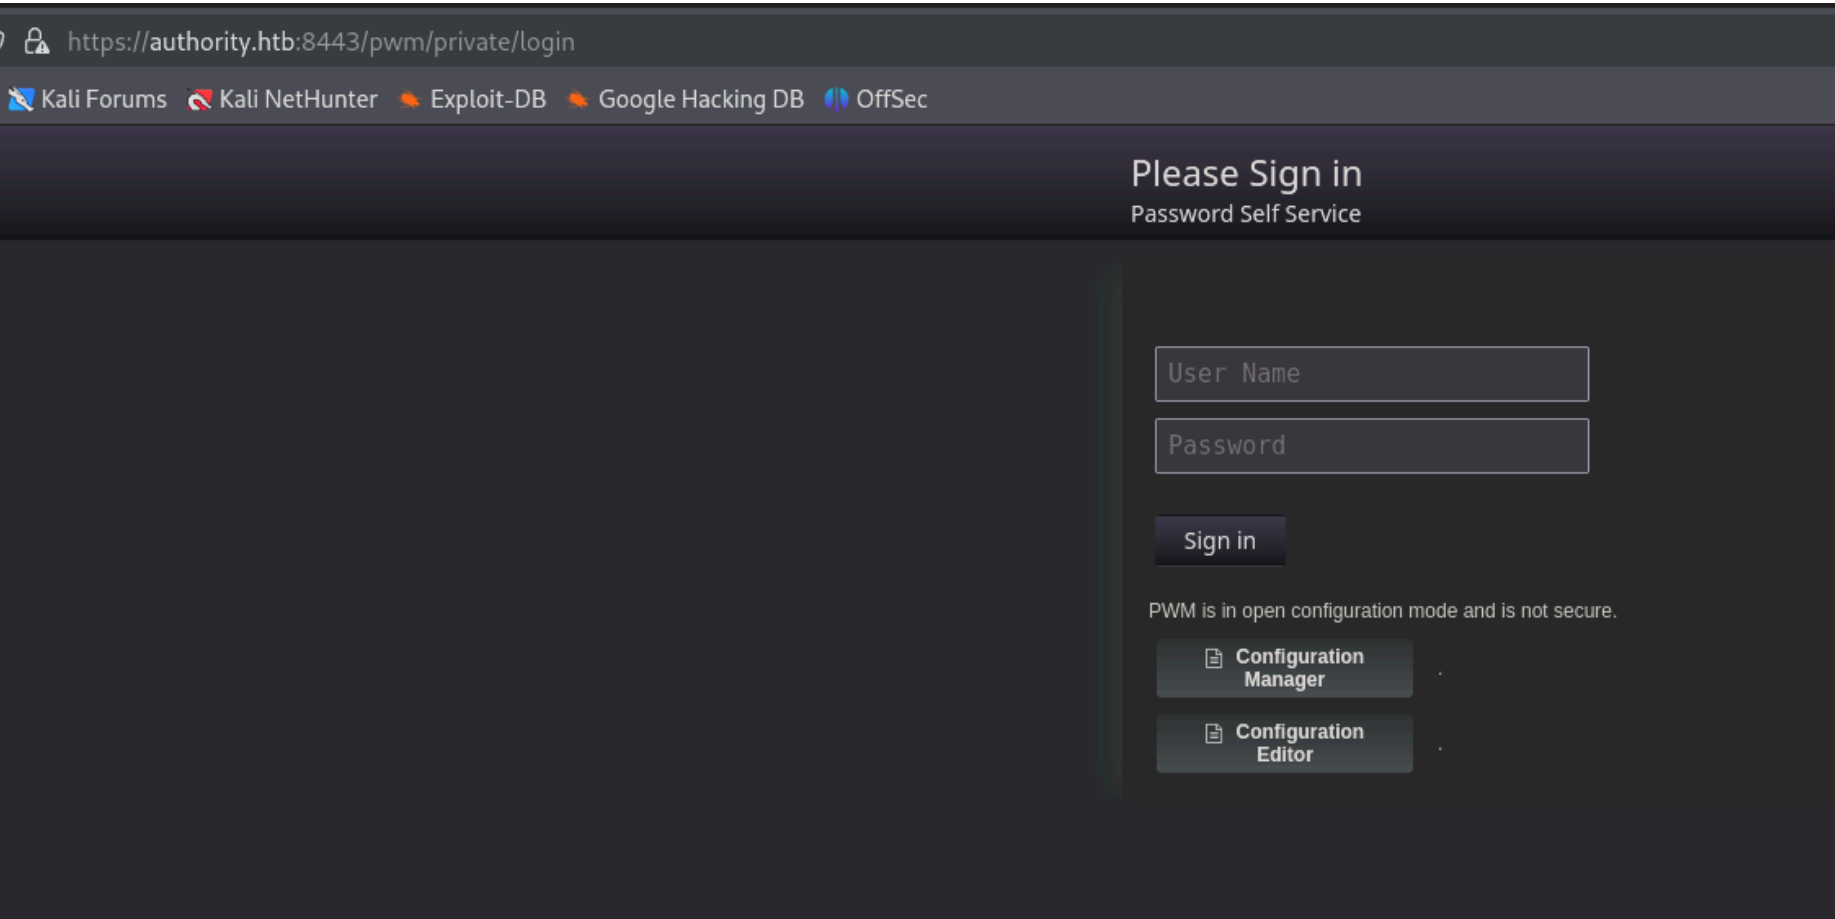 https://authority.htb:8443/pwm/private/login
Kali Forums Kali NetHunter Exploit-DB Google Hacking DB OffSec
Please Sign in
Password Self Service
User Name
Password
Sign in
PWM is in open configuration mode and is not secure.
Configuration
Manager
.
Configuration
Editor
.